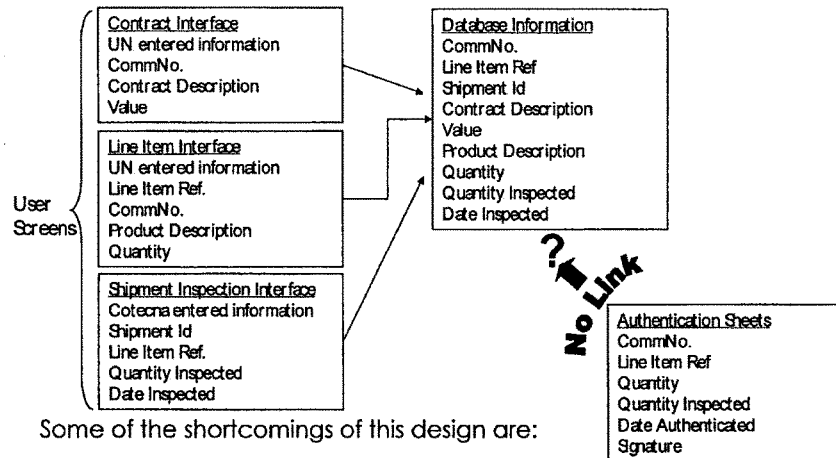 Contract Interface
UN entered information
CommNo.
Contract Description
Value
Line Item Interface
UN entered information
Line Item Ref.
CommNo.
Product Description
Quantity
Shipment Inspection Interface
Cotecna entered information
Shipment Id
Line Item Ref.
Quantity Inspected
Date Inspected
User
Screens
Database Information
CommNo.
Line Item Ref
Shipment Id
Contract Description
Value
Product Description
Quantity
Quantity Inspected
Date Inspected
?
No Link
Authentication Sheets
CommNo.
Line Item Ref
Quantity
Quantity Inspected
Date Authenticated
Signature
Some of the shortcomings of this design are: